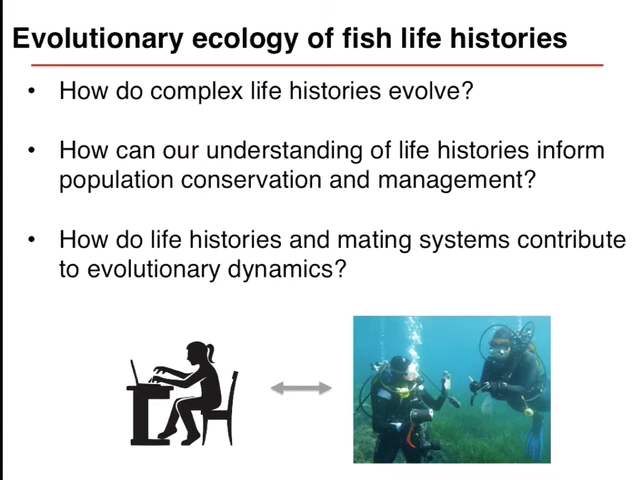 Evolutionary ecology of fish life histories
• How do complex life histories evolve?
• How can our understanding of life histories inform
population conservation and management?
• How do life histories and mating systems contribute
to evolutionary dynamics?